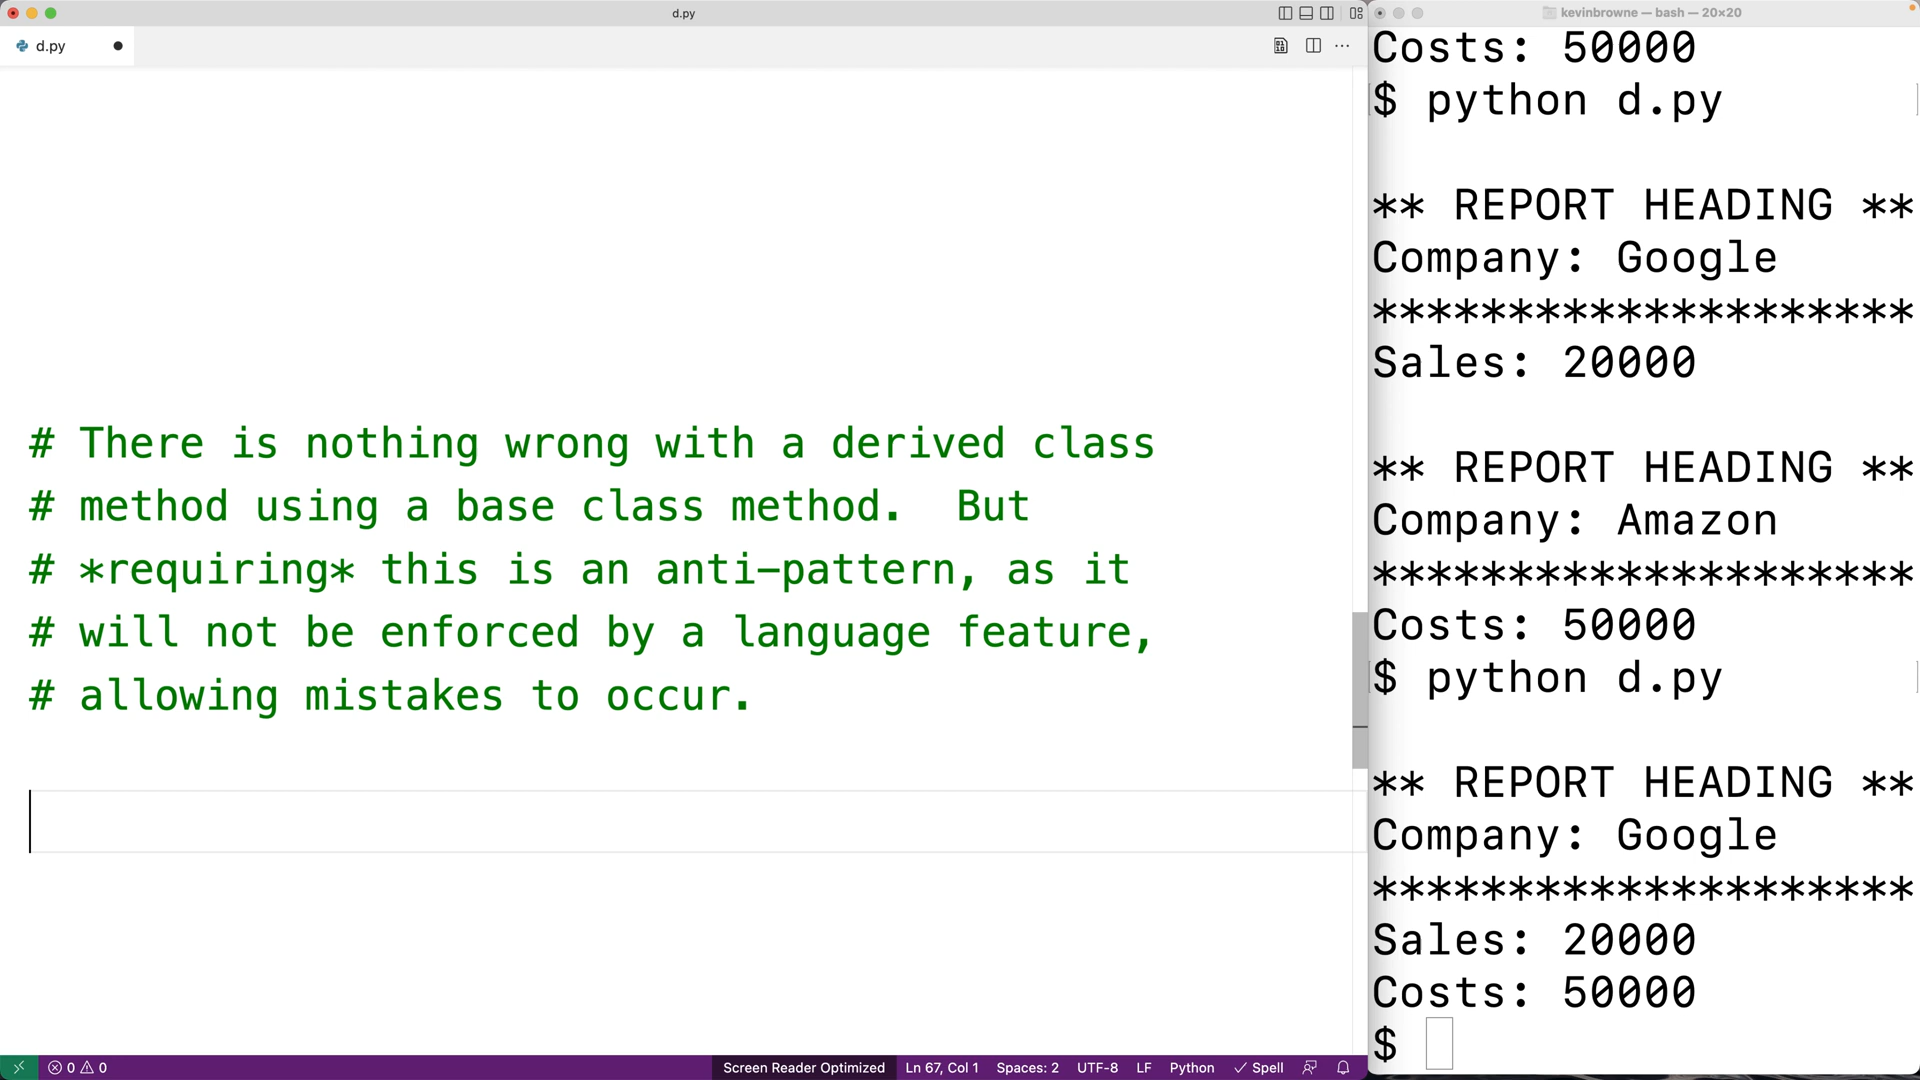 d.py
d.py
# There is nothing wrong with a derived class
# method using a base class method.  But
# *requiring* this is an anti-pattern, as it
# will not be enforced by a language feature,
# allowing mistakes to occur.
0 0
Screen Reader Optimized Ln 67, Col 1 Spaces: 2 UTF-8 LF Python Spell
kevinbrowne — bash — 20×20
Costs: 50000
$ python d.py
** REPORT HEADING **
Company: Google
********************
Sales: 20000
** REPORT HEADING **
Company: Amazon
********************
Costs: 50000
$ python d.py
** REPORT HEADING **
Company: Google
********************
Sales: 20000
Costs: 50000
$